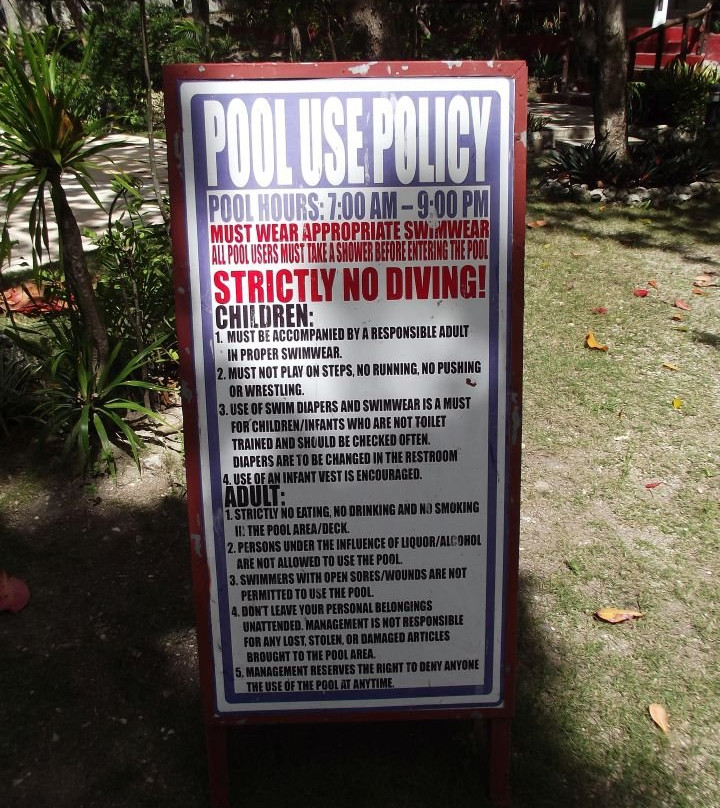 POOL USE POLICY
POOL HOURS: 7:00 AM – 9:00 PM
MUST WEAR APPROPRIATE SWIMWEAR
ALL POOL USERS MUST TAKE A SHOWER BEFORE ENTERING THE POOL
STRICTLY NO DIVING!
CHILDREN:
1. MUST BE ACCOMPANIED BY A RESPONSIBLE ADULT
IN PROPER SWIMWEAR.
2. MUST NOT PLAY ON STEPS, NO RUNNING, NO PUSHING
OR WRESTLING.
3. USE OF SWIM DIAPERS AND SWIMWEAR IS A MUST
FOR CHILDREN/INFANTS WHO ARE NOT TOILET
TRAINED AND SHOULD BE CHECKED OFTEN.
DIAPERS ARE TO BE CHANGED IN THE RESTROOM
4. USE OF AN INFANT VEST IS ENCOURAGED.
ADULT:
1. STRICTLY NO EATING, NO DRINKING AND NO SMOKING
IN THE POOL AREA/DECK.
2. PERSONS UNDER THE INFLUENCE OF LIQUOR/ALCOHOL
ARE NOT ALLOWED TO USE THE POOL.
3. SWIMMERS WITH OPEN SORES/WOUNDS ARE NOT
PERMITTED TO USE THE POOL.
4. DON'T LEAVE YOUR PERSONAL BELONGINGS
UNATTENDED. MANAGEMENT IS NOT RESPONSIBLE
FOR ANY LOST, STOLEN, OR DAMAGED ARTICLES
BROUGHT TO THE POOL AREA.
5. MANAGEMENT RESERVES THE RIGHT TO DENY ANYONE
THE USE OF THE POOL AT ANYTIME.